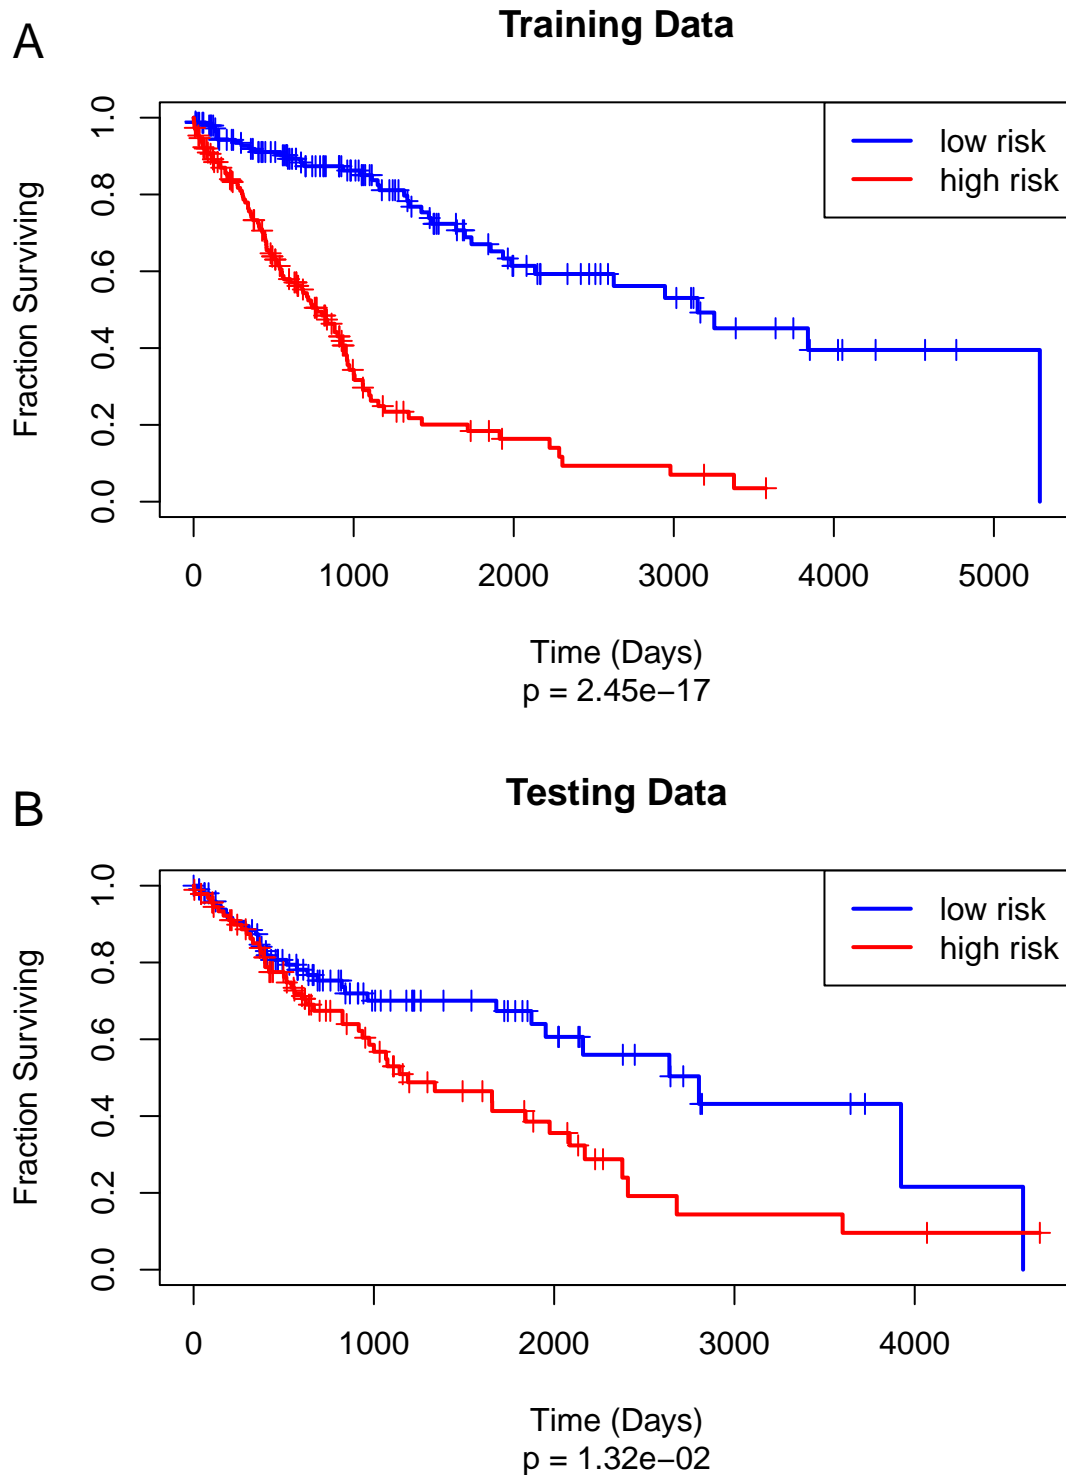 A
Training Data
low risk
high risk
Fraction Surviving
1.0
0.8
0.6
0.4
0.2
0.0
0 1000 2000 3000 4000 5000
Time (Days)
p = 2.45e−17
B
Testing Data
low risk
high risk
Fraction Surviving
1.0
0.8
0.6
0.4
0.2
0.0
0 1000 2000 3000 4000
Time (Days)
p = 1.32e−02